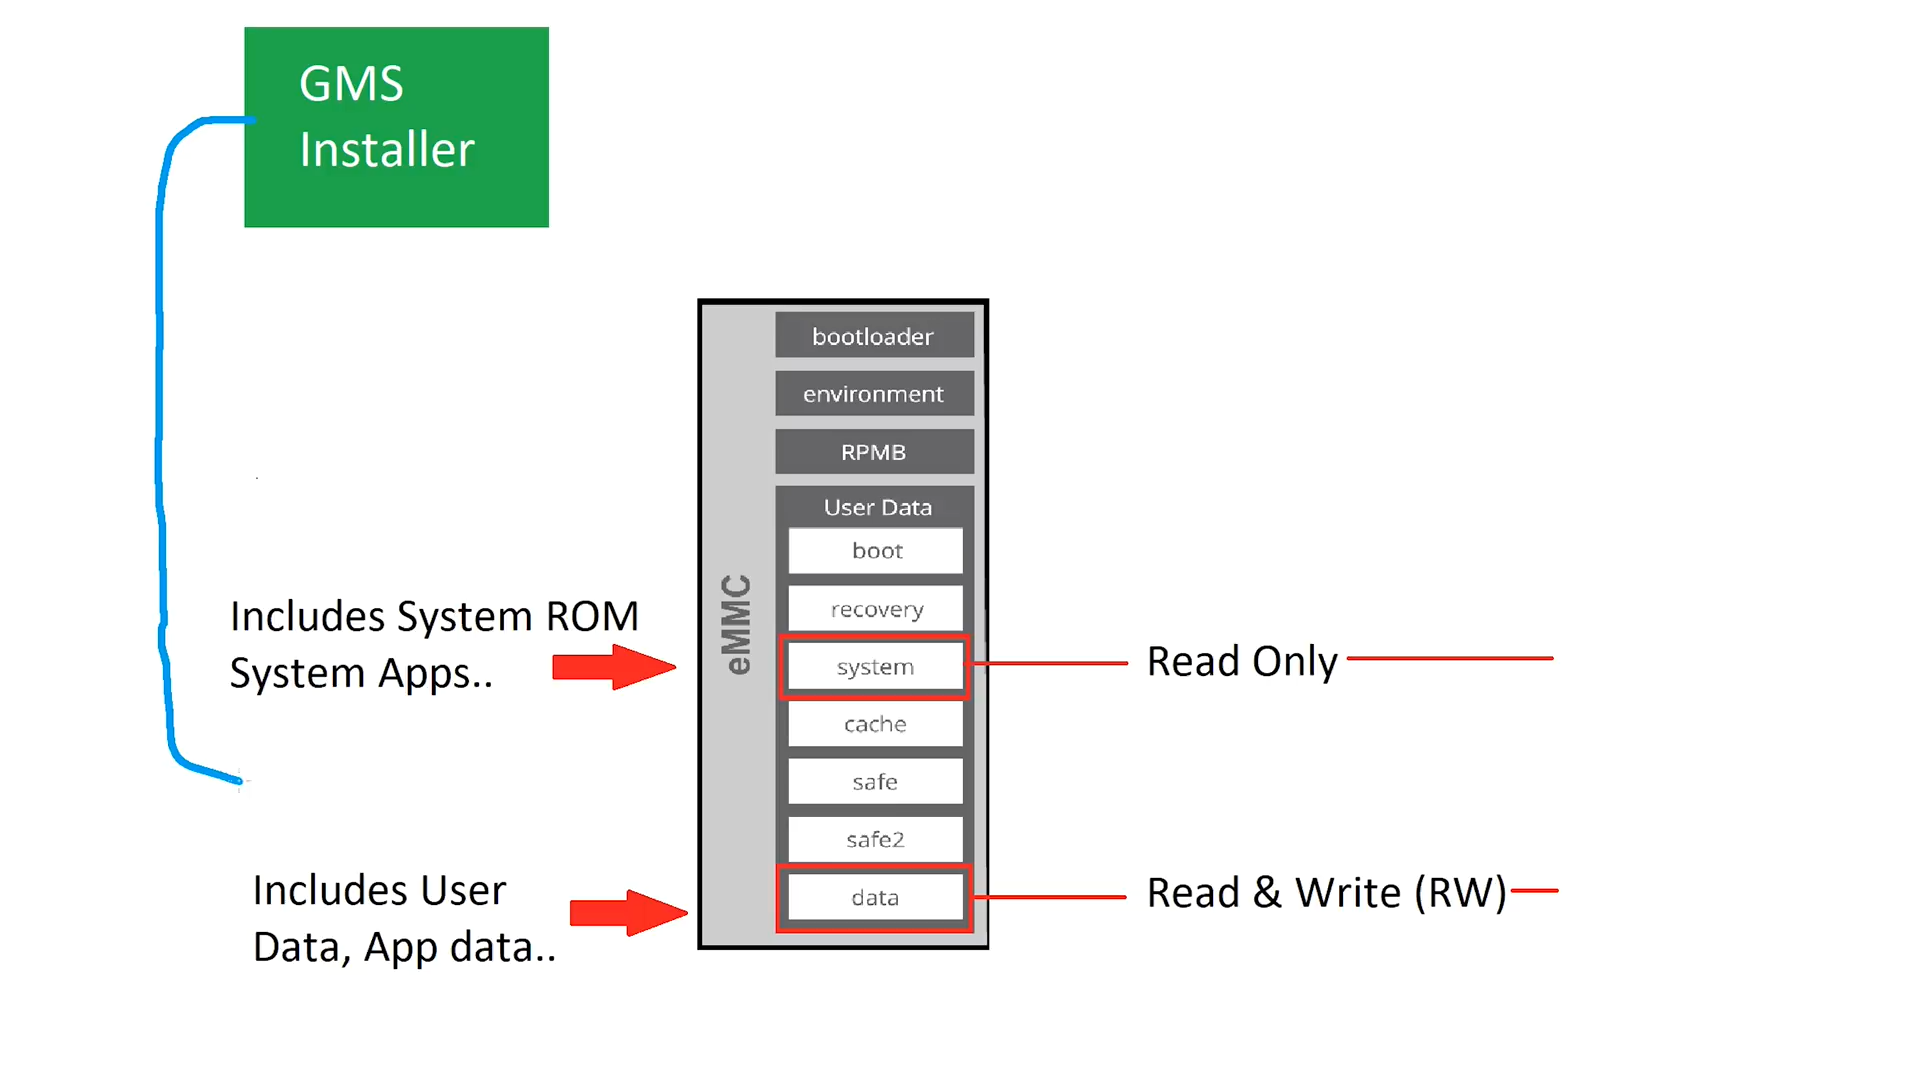 GMS
Installer
bootloader
environment
RPMB
User Data
boot
recovery
system
cache
safe
safe2
data
eMMC
Includes System ROM
System Apps..
Read Only
Includes User
Data, App data..
Read & Write (RW)